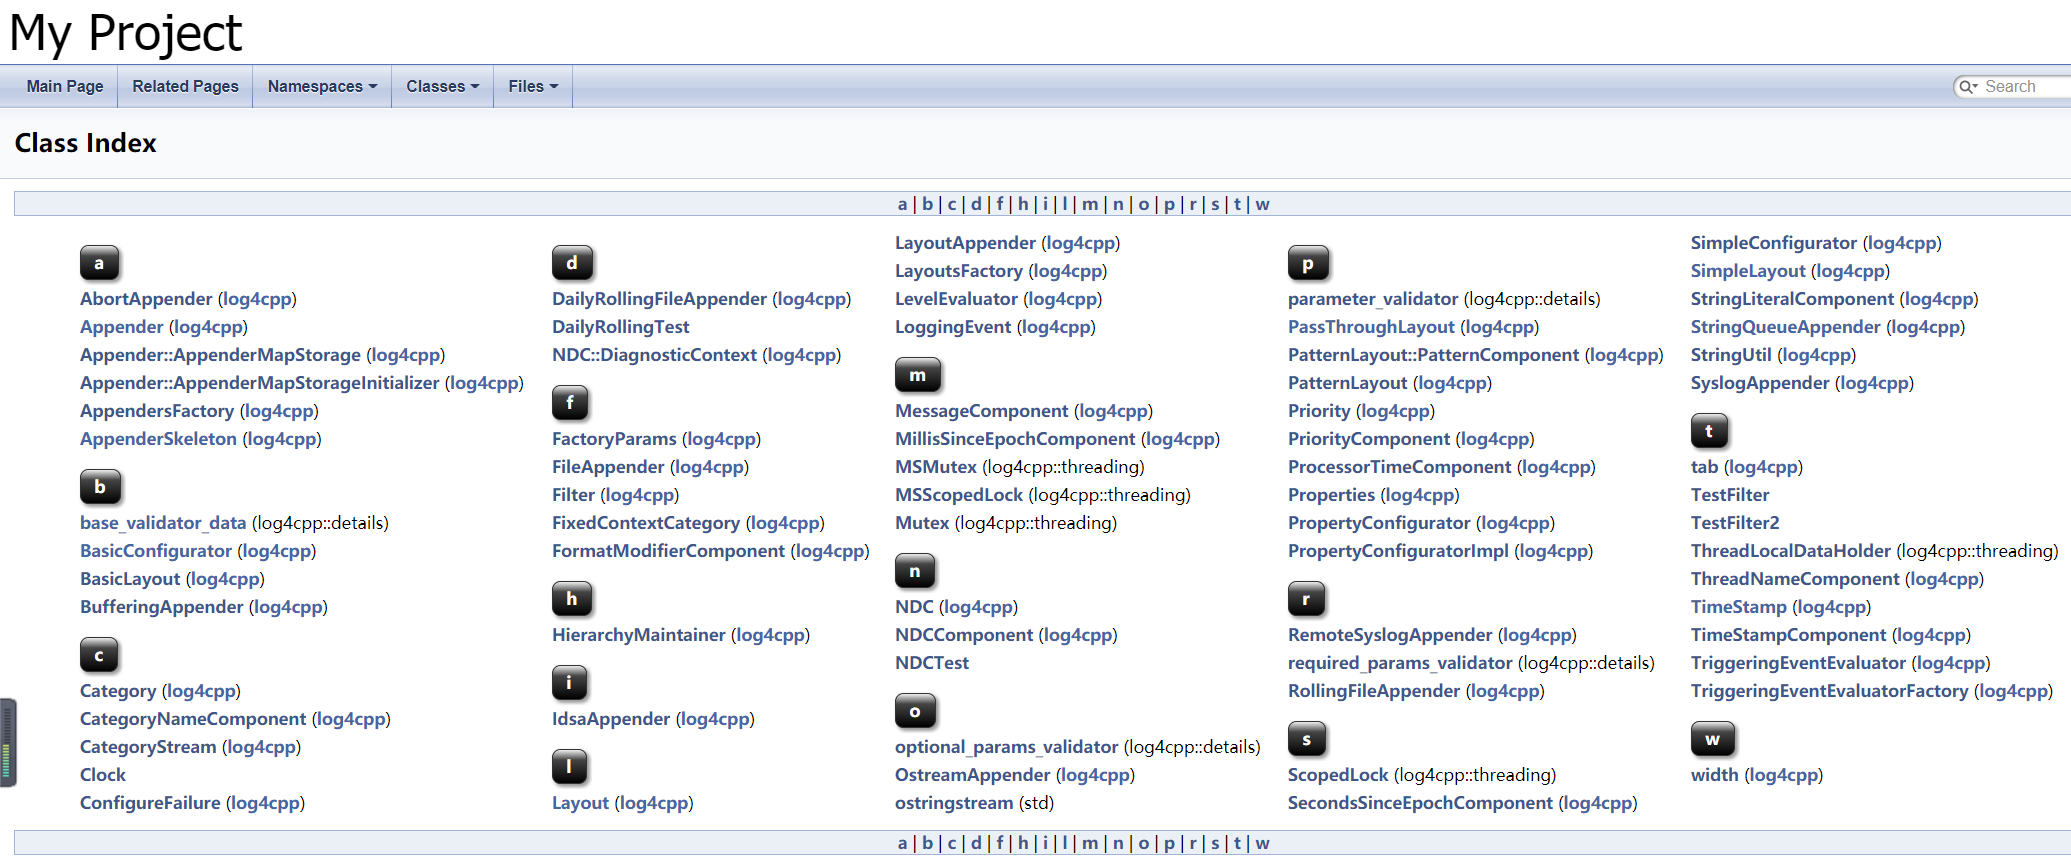 My Project
Main Page
Related Pages
Namespaces
Classes
Files
Search
Class Index
a | b | c | d | f | h | i | l | m | n | o | p | r | s | t | w
a
AbortAppender (log4cpp)
Appender (log4cpp)
Appender::AppenderMapStorage (log4cpp)
Appender::AppenderMapStorageInitializer (log4cpp)
AppendersFactory (log4cpp)
AppenderSkeleton (log4cpp)
b
base_validator_data (log4cpp::details)
BasicConfigurator (log4cpp)
BasicLayout (log4cpp)
BufferingAppender (log4cpp)
c
Category (log4cpp)
CategoryNameComponent (log4cpp)
CategoryStream (log4cpp)
Clock
ConfigureFailure (log4cpp)
d
DailyRollingFileAppender (log4cpp)
DailyRollingTest
NDC::DiagnosticContext (log4cpp)
f
FactoryParams (log4cpp)
FileAppender (log4cpp)
Filter (log4cpp)
FixedContextCategory (log4cpp)
FormatModifierComponent (log4cpp)
h
HierarchyMaintainer (log4cpp)
i
IdsaAppender (log4cpp)
l
Layout (log4cpp)
LayoutAppender (log4cpp)
LayoutsFactory (log4cpp)
LevelEvaluator (log4cpp)
LoggingEvent (log4cpp)
m
MessageComponent (log4cpp)
MillisSinceEpochComponent (log4cpp)
MSMutex (log4cpp::threading)
MSScopedLock (log4cpp::threading)
Mutex (log4cpp::threading)
n
NDC (log4cpp)
NDCComponent (log4cpp)
NDCTest
o
optional_params_validator (log4cpp::details)
OstreamAppender (log4cpp)
ostringstream (std)
p
parameter_validator (log4cpp::details)
PassThroughLayout (log4cpp)
PatternLayout::PatternComponent (log4cpp)
PatternLayout (log4cpp)
Priority (log4cpp)
PriorityComponent (log4cpp)
ProcessorTimeComponent (log4cpp)
Properties (log4cpp)
PropertyConfigurator (log4cpp)
PropertyConfiguratorImpl (log4cpp)
r
RemoteSyslogAppender (log4cpp)
required_params_validator (log4cpp::details)
RollingFileAppender (log4cpp)
s
ScopedLock (log4cpp::threading)
SecondsSinceEpochComponent (log4cpp)
SimpleConfigurator (log4cpp)
SimpleLayout (log4cpp)
StringLiteralComponent (log4cpp)
StringQueueAppender (log4cpp)
StringUtil (log4cpp)
SyslogAppender (log4cpp)
t
tab (log4cpp)
TestFilter
TestFilter2
ThreadLocalDataHolder (log4cpp::threading)
ThreadNameComponent (log4cpp)
TimeStamp (log4cpp)
TimeStampComponent (log4cpp)
TriggeringEventEvaluator (log4cpp)
TriggeringEventEvaluatorFactory (log4cpp)
w
width (log4cpp)
a | b | c | d | f | h | i | l | m | n | o | p | r | s | t | w